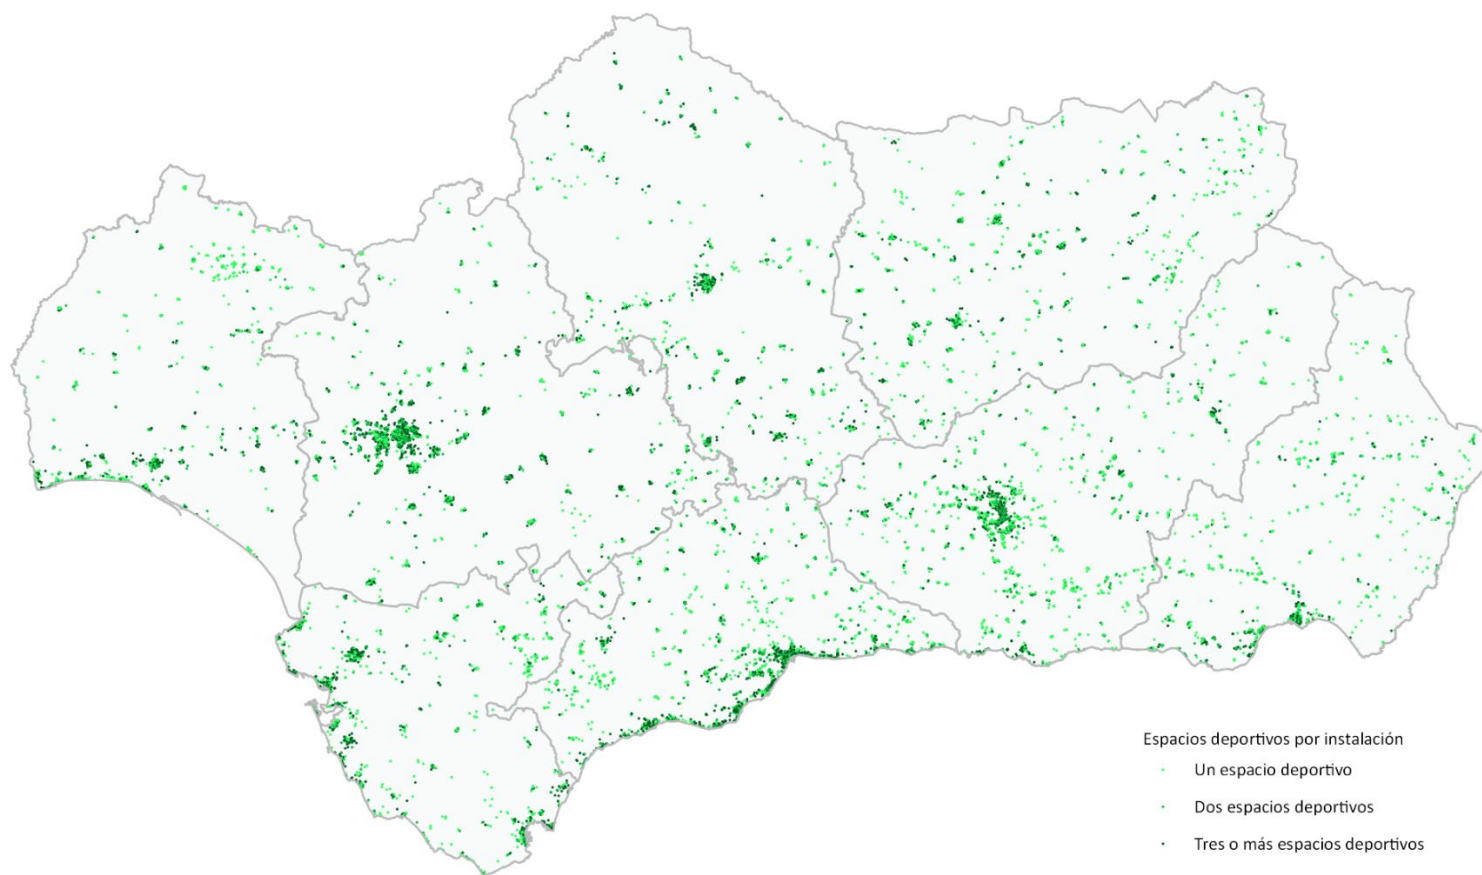 Espacios deportivos por instalación
Un espacio deportivo
Dos espacios deportivos
Tres o más espacios deportivos